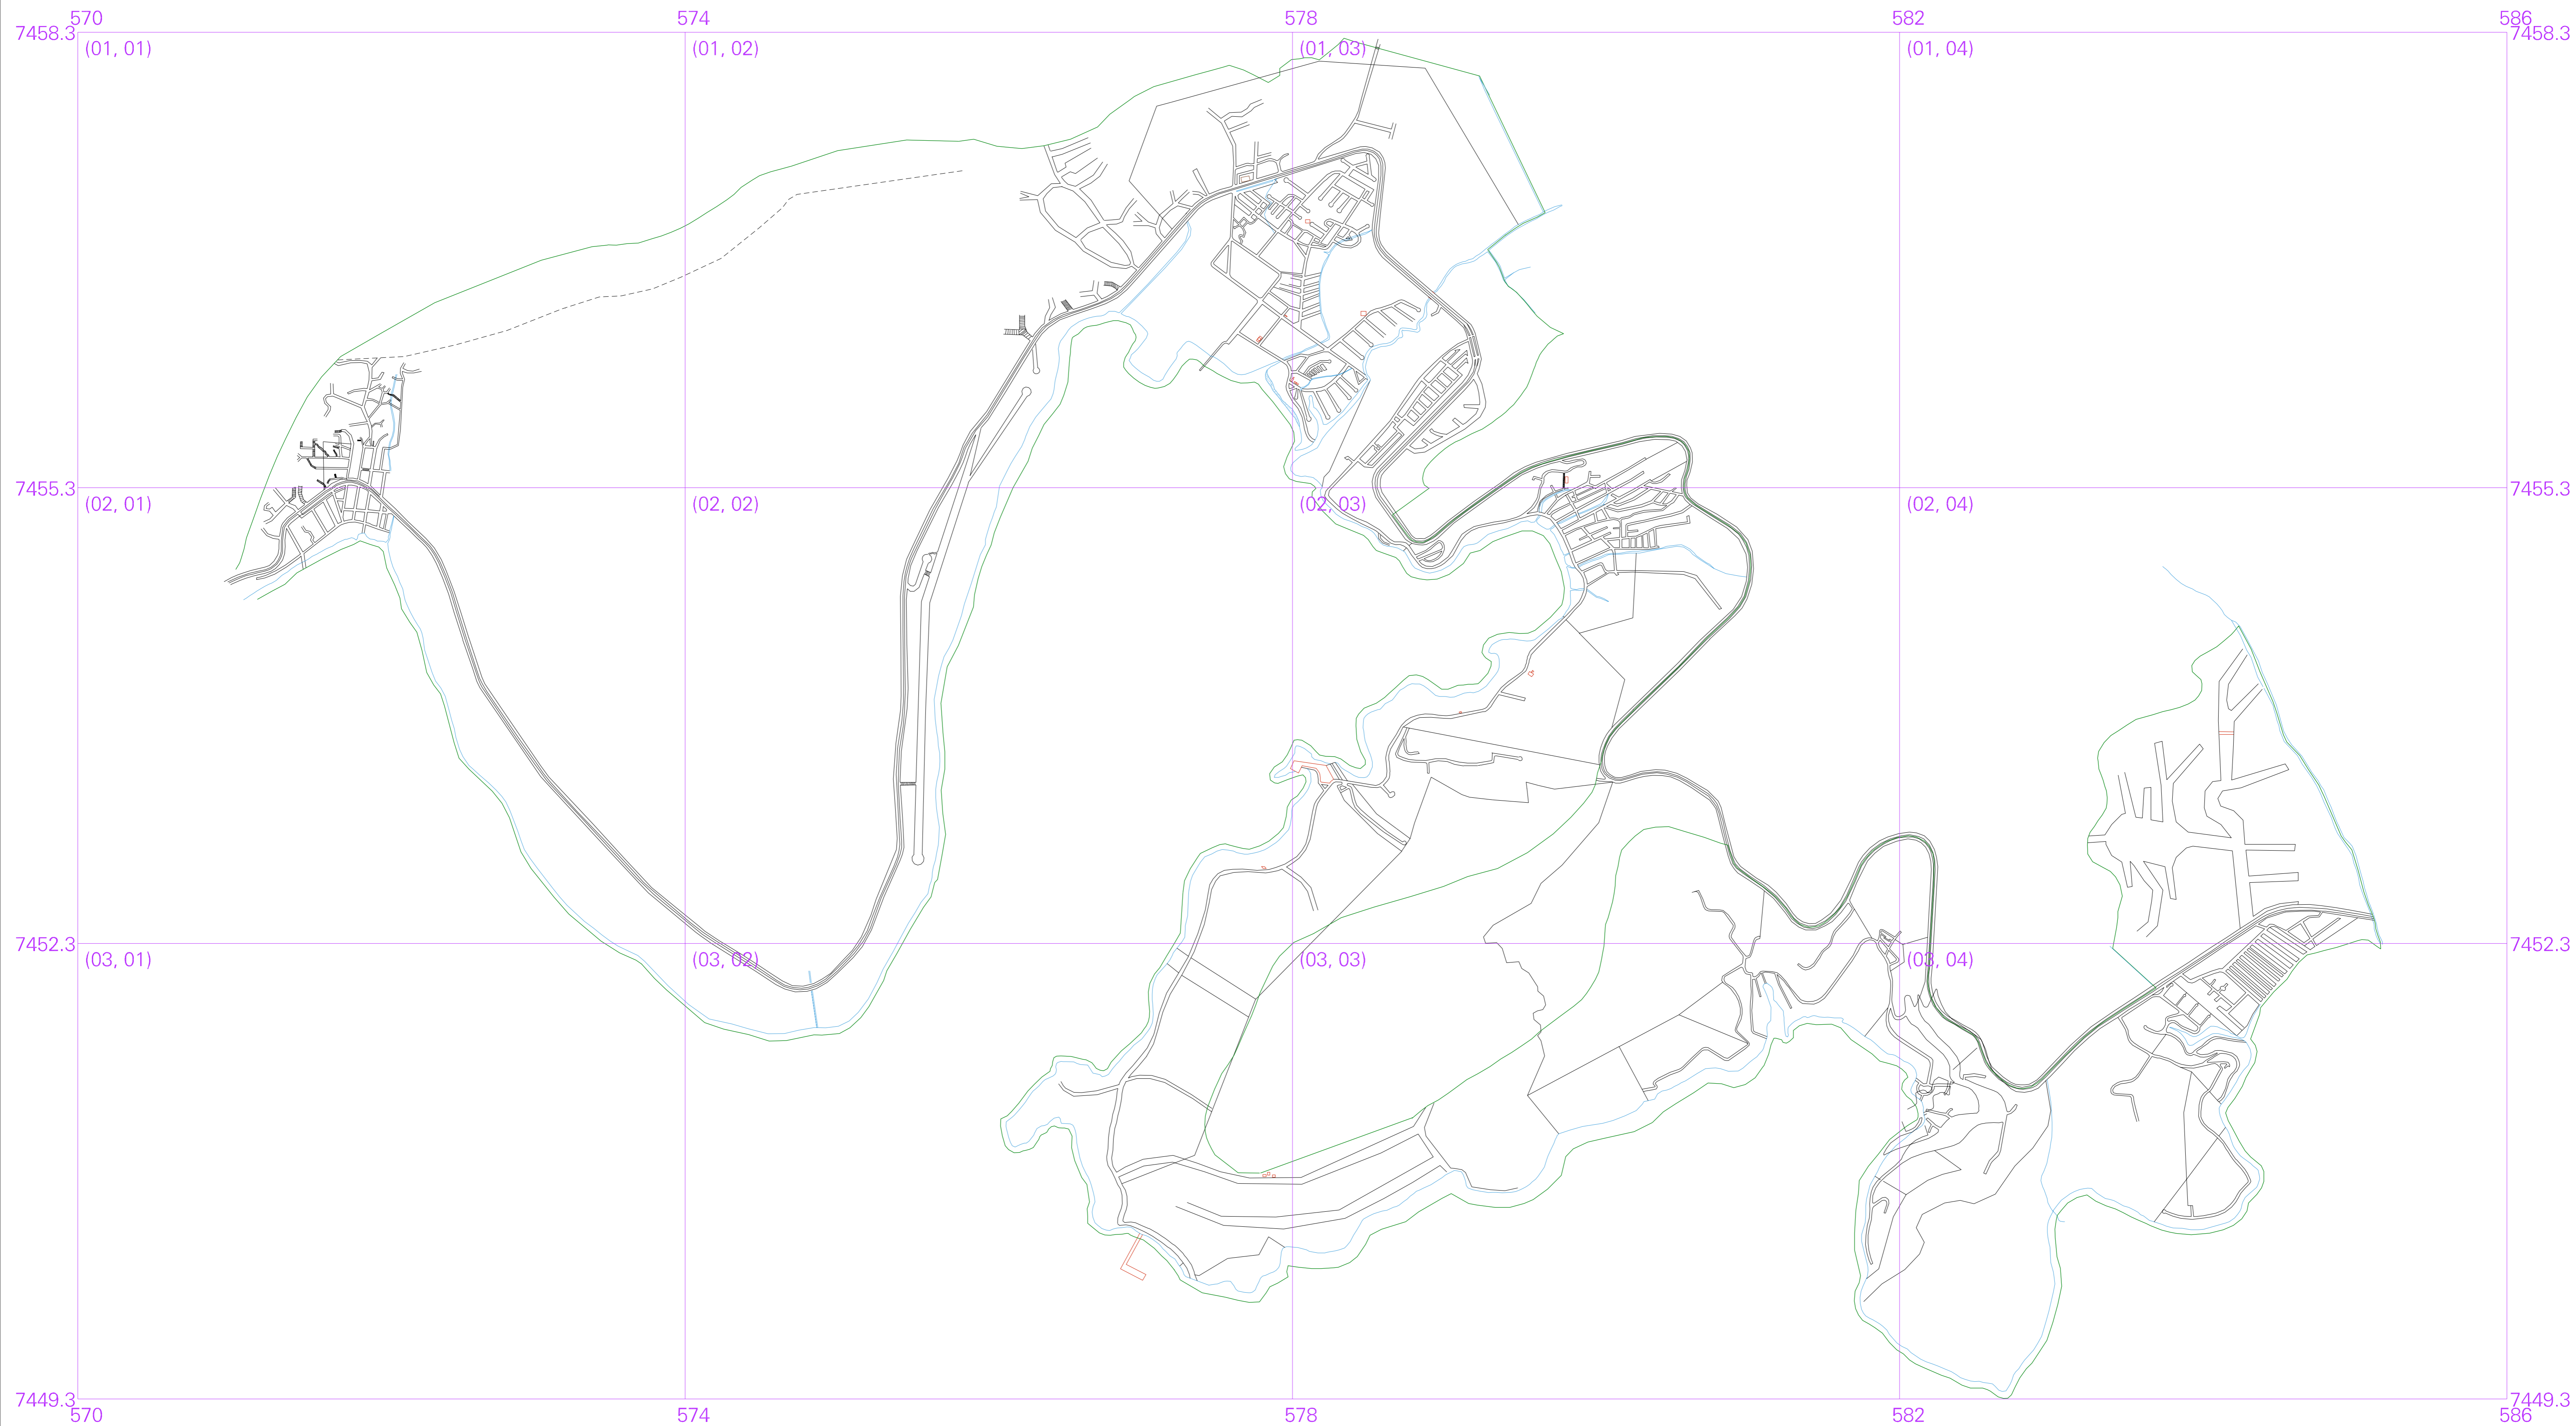 570 574 578 582 586
7458.3 7458.3
(01, 01) (01, 02) (01, 03) (01, 04)
7455.3 7455.3
(02, 01) (02, 02) (02, 03) (02, 04)
7452.3 7452.3
(03, 01) (03, 02) (03, 03) (03, 04)
7449.3 7449.3
570 574 578 582 586